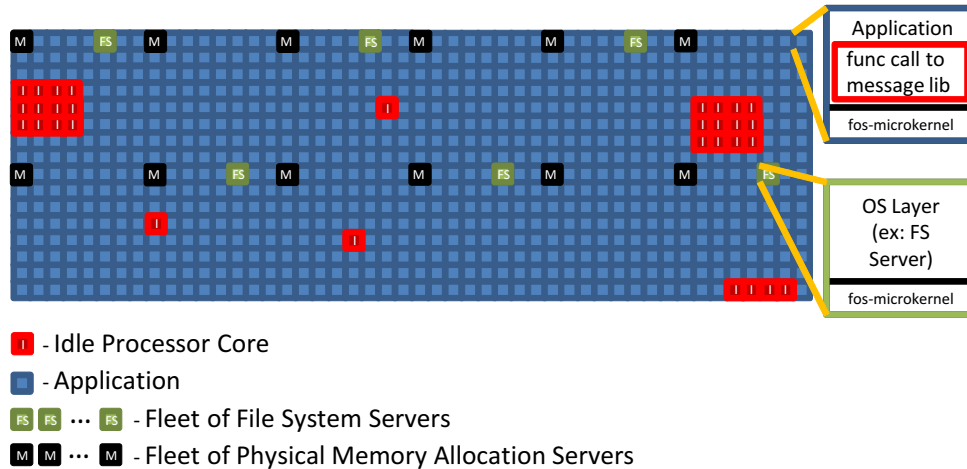 M FS M M FS M M FS M
I I I I
I I I I I I I I I
I I I I I I I I
I I I I
M M FS M M FS M M FS
I
I
I I I I
Application
func call to
message lib
fos-microkernel
OS Layer
(ex: FS
Server)
fos-microkernel
I - Idle Processor Core
- Application
FS FS ... FS - Fleet of File System Servers
M M ... M - Fleet of Physical Memory Allocation Servers